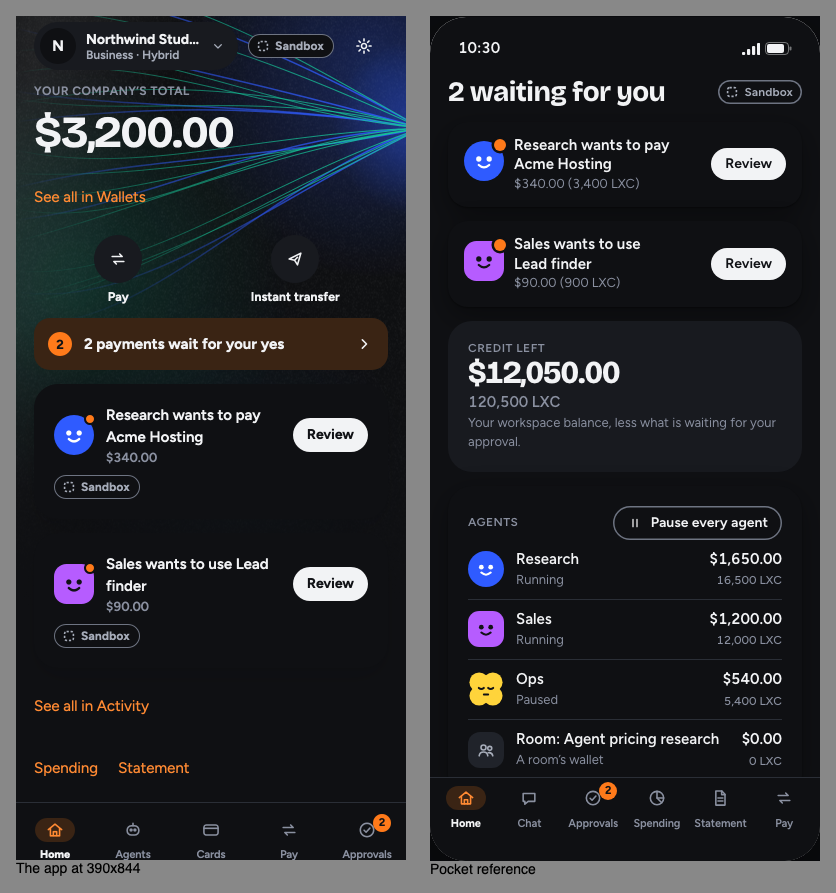 N
Northwind Stud...
Business · Hybrid
Sandbox
YOUR COMPANY'S TOTAL
$3,200.00
See all in Wallets
Pay
Instant transfer
2
2 payments wait for your yes
Research wants to pay
Acme Hosting
$340.00
Review
Sandbox
Sales wants to use Lead
finder
$90.00
Review
Sandbox
See all in Activity
Spending
Statement
2
Home
Agents
Cards
Pay
Approvals
The app at 390x844
10:30
2 waiting for you
Sandbox
Research wants to pay
Acme Hosting
$340.00 (3,400 LXC)
Review
Sales wants to use
Lead finder
$90.00 (900 LXC)
Review
CREDIT LEFT
$12,050.00
120,500 LXC
Your workspace balance, less what is waiting for your
approval.
AGENTS
Pause every agent
Research
$1,650.00
Running
16,500 LXC
Sales
$1,200.00
Running
12,000 LXC
Ops
$540.00
Paused
5,400 LXC
Room: Agent pricing research
$0.00
A room's wallet
0 LXC
2
Home
Chat
Approvals
Spending
Statement
Pay
Pocket reference